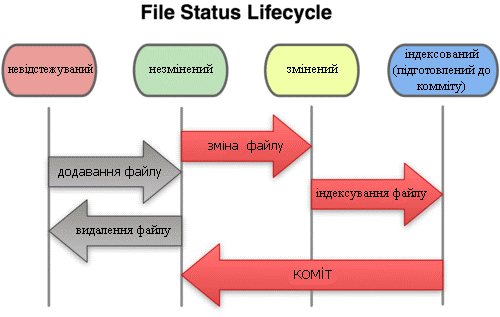 File Status Lifecycle
невідстежуваний
незмінений
змінений
індексований
(підготовлений до
комміту)
зміна файлу
додавання файлу
індексування файлу
видалення файлу
КОМІТ